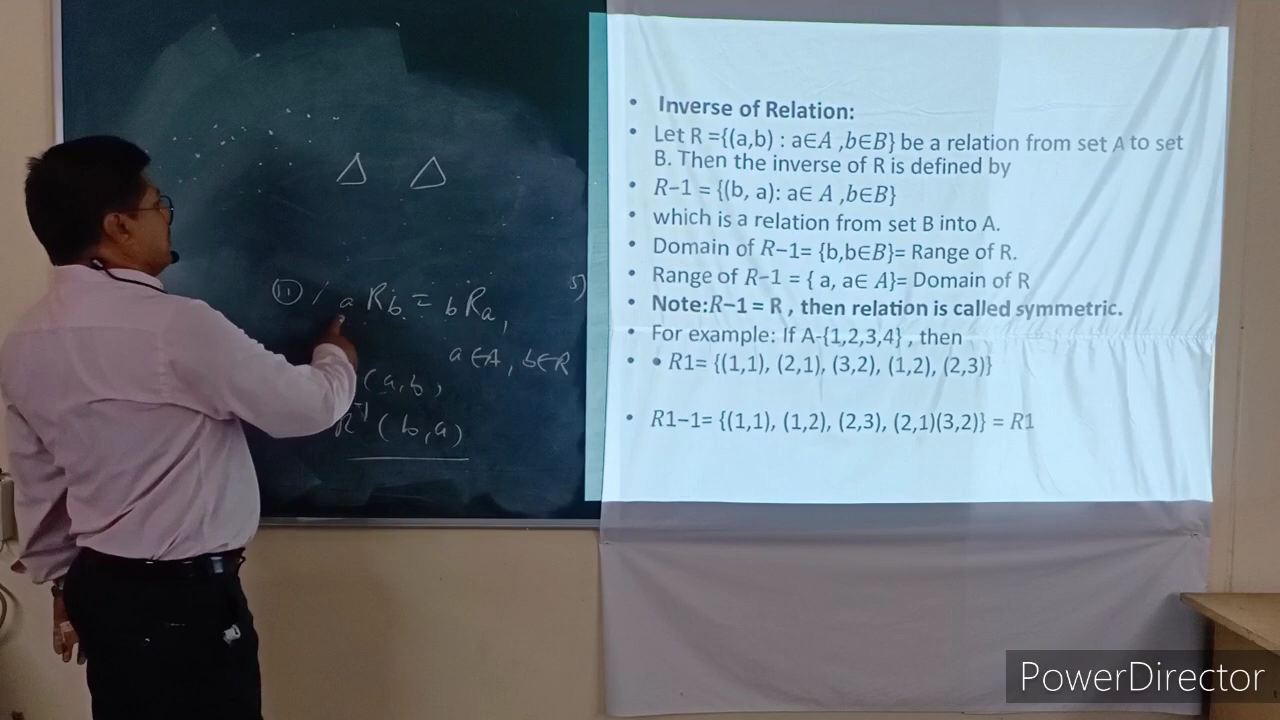 Δ Δ
11 / a R b = b R a,
a ∈ A, b ∈ R
(a, b)
R⁻¹ (b, a)
5)
• Inverse of Relation:
• Let R ={(a,b) : a∈A ,b∈B} be a relation from set A to set
B. Then the inverse of R is defined by
• R−1 = {(b, a): a∈ A ,b∈B}
• which is a relation from set B into A.
• Domain of R−1= {b,b∈B}= Range of R.
• Range of R-1 = { a, a∈ A}= Domain of R
• Note:R−1 = R , then relation is called symmetric.
• For example: If A-{1,2,3,4} , then
• • R1= {(1,1), (2,1), (3,2), (1,2), (2,3)}
• R1−1= {(1,1), (1,2), (2,3), (2,1)(3,2)} = R1
PowerDirector